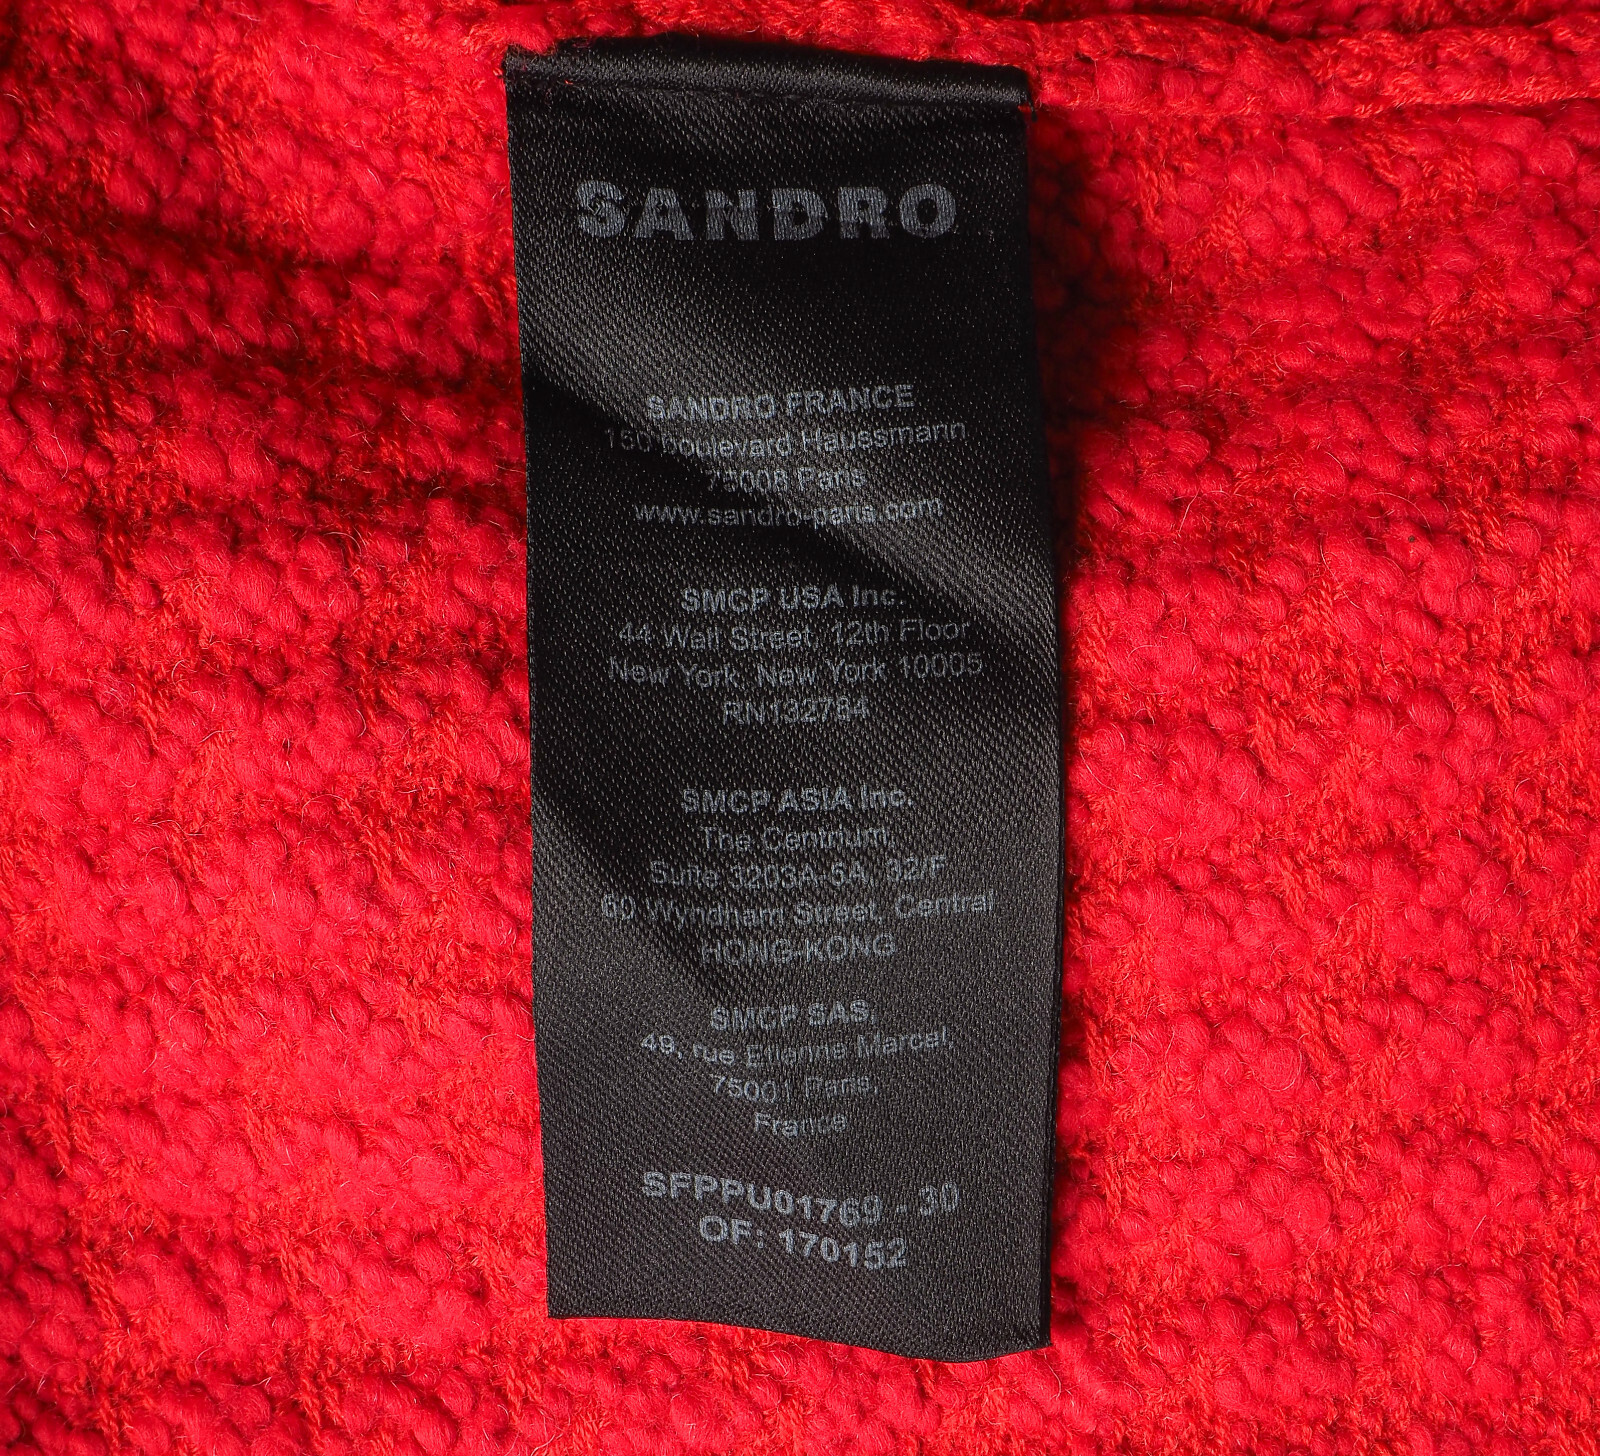 SANDRO
SANDRO FRANCE
150 boulevard Haussmann
75008 Paris
www.sandro-paris.com
SMCP USA Inc.
44 Wall Street, 12th Floor
New York, New York 10005
RN132784
SMCP ASIA Inc.
The Centrium,
Suite 3203A-5A, 32/F
60 Wyndham Street, Central
HONG-KONG
SMCP SAS
49, rue Etienne Marcel,
75001 Paris,
France
SFPPU01769 - 30
OF: 170152